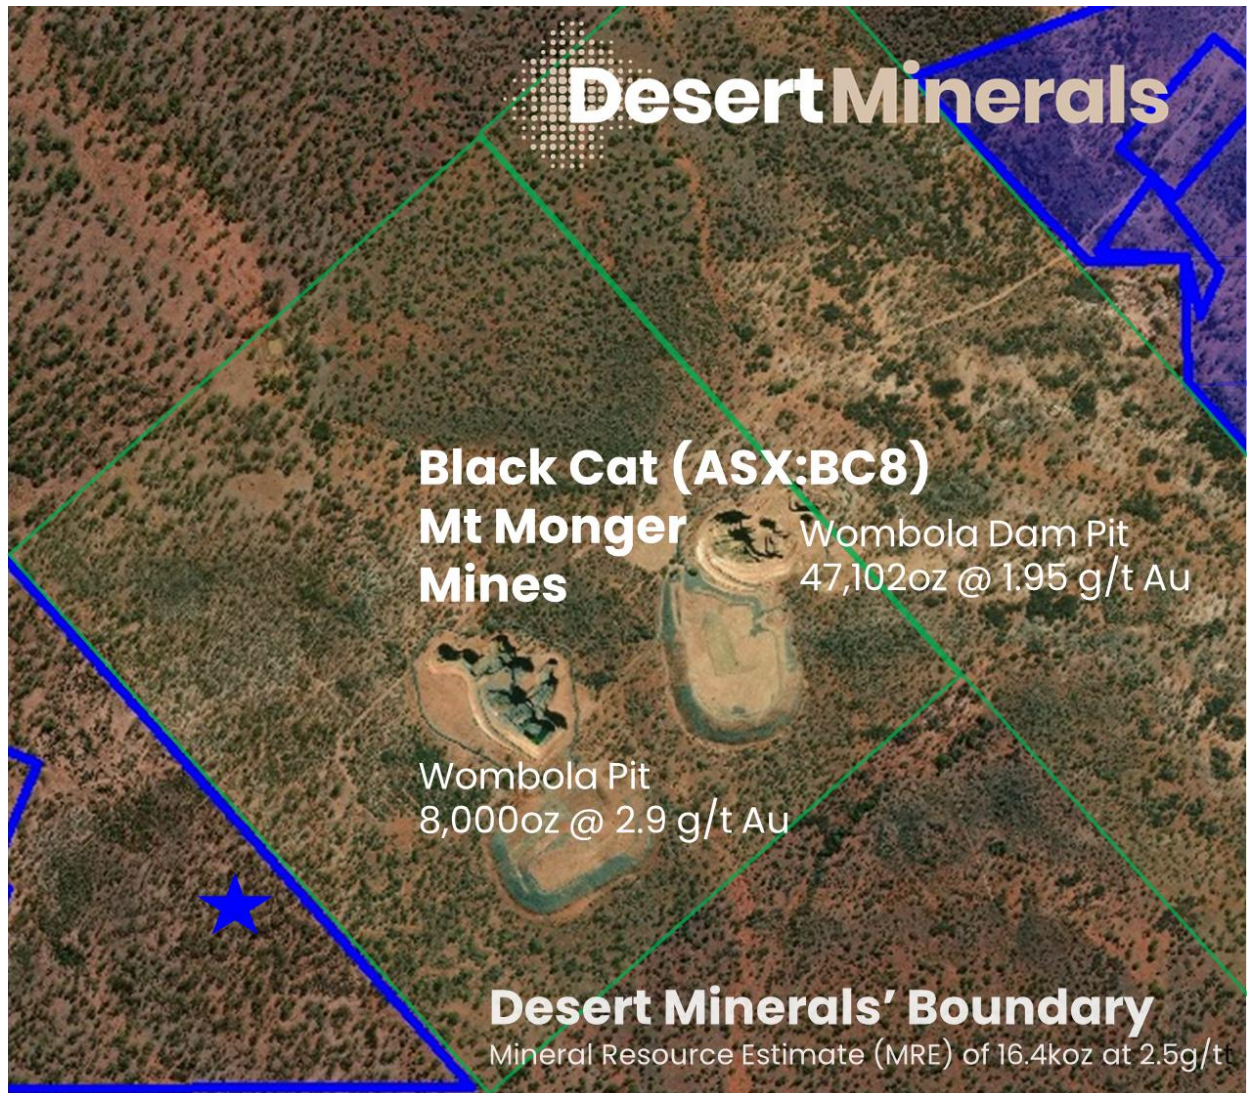 DesertMinerals
Black Cat (ASX:BC8)
Mt Monger
Mines
Wombola Dam Pit
47,102oz @ 1.95 g/t Au
Wombola Pit
8,000oz @ 2.9 g/t Au
Desert Minerals’ Boundary
Mineral Resource Estimate (MRE) of 16.4koz at 2.5g/t